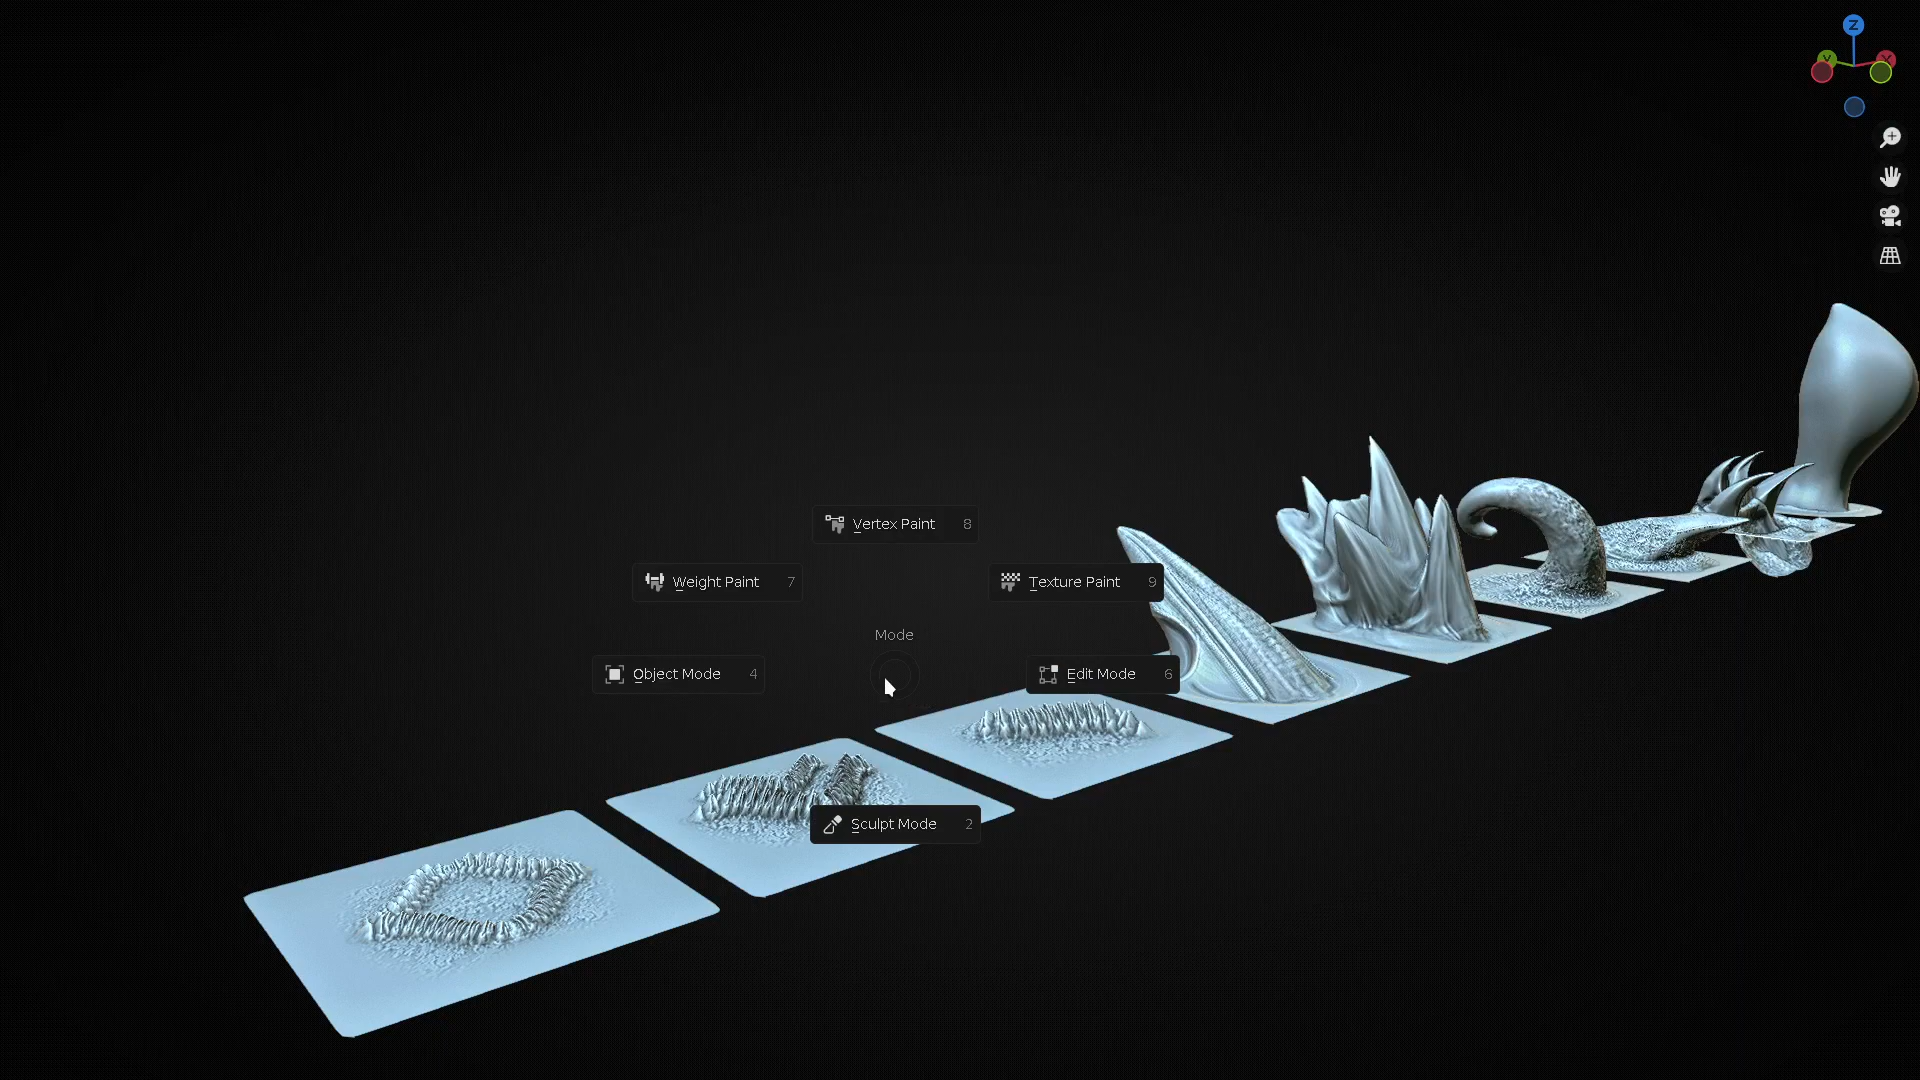 Z
Y
X
Vertex Paint 8
Weight Paint 7
Texture Paint 9
Mode
Object Mode 4
Edit Mode 6
Sculpt Mode 2